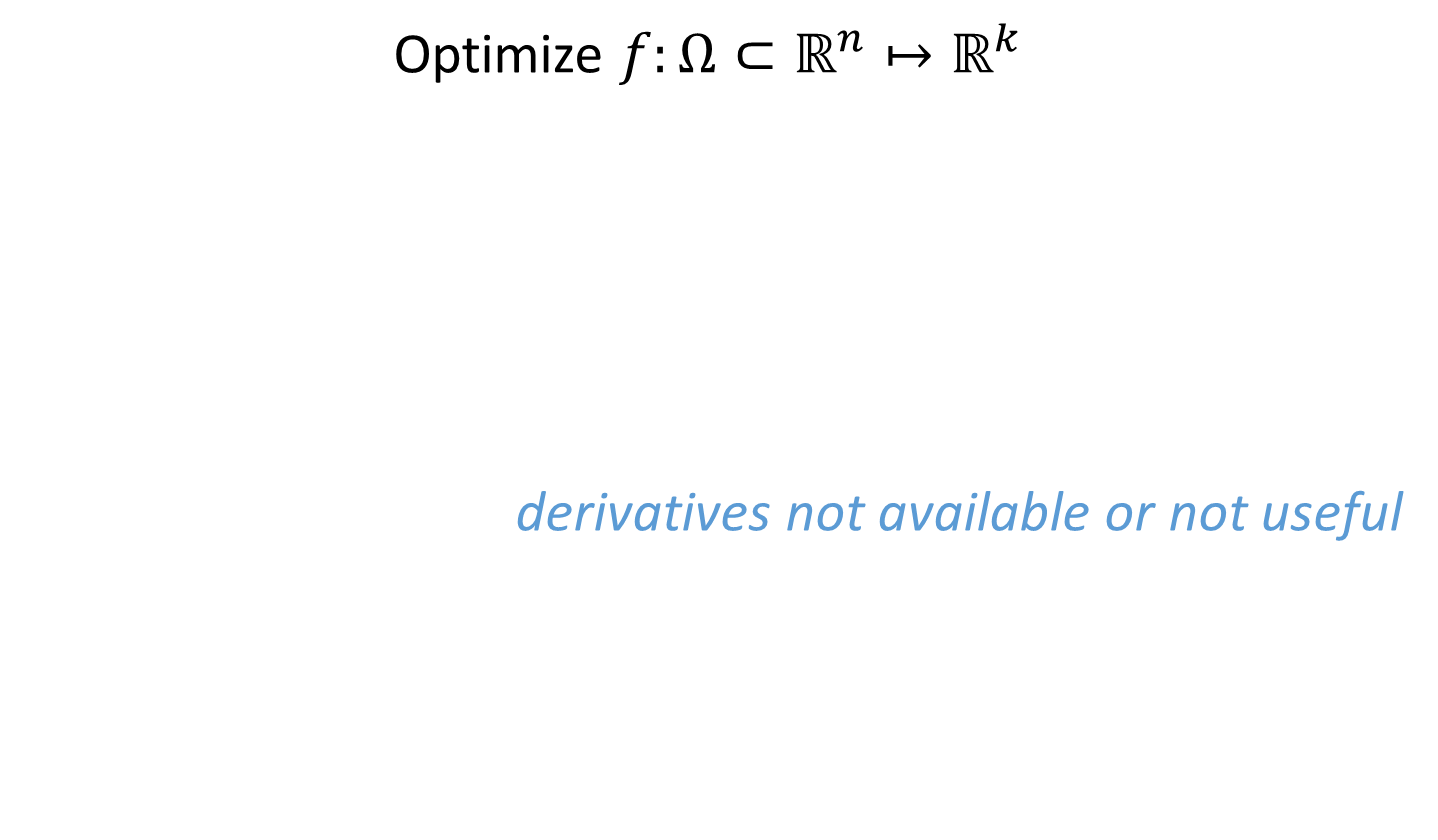 Optimize 𝑓: Ω ⊂ ℝⁿ ↦ ℝᵏ
derivatives not available or not useful